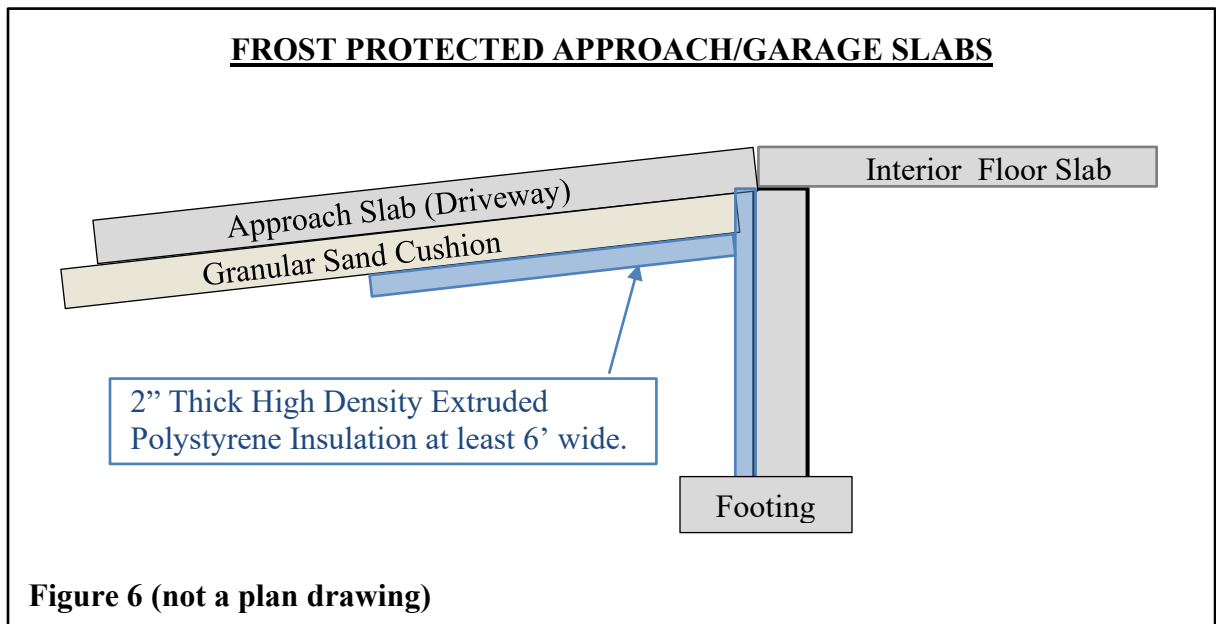 FROST PROTECTED APPROACH/GARAGE SLABS
Interior Floor Slab
Approach Slab (Driveway)
Granular Sand Cushion
2” Thick High Density Extruded
Polystyrene Insulation at least 6’ wide.
Footing
Figure 6 (not a plan drawing)